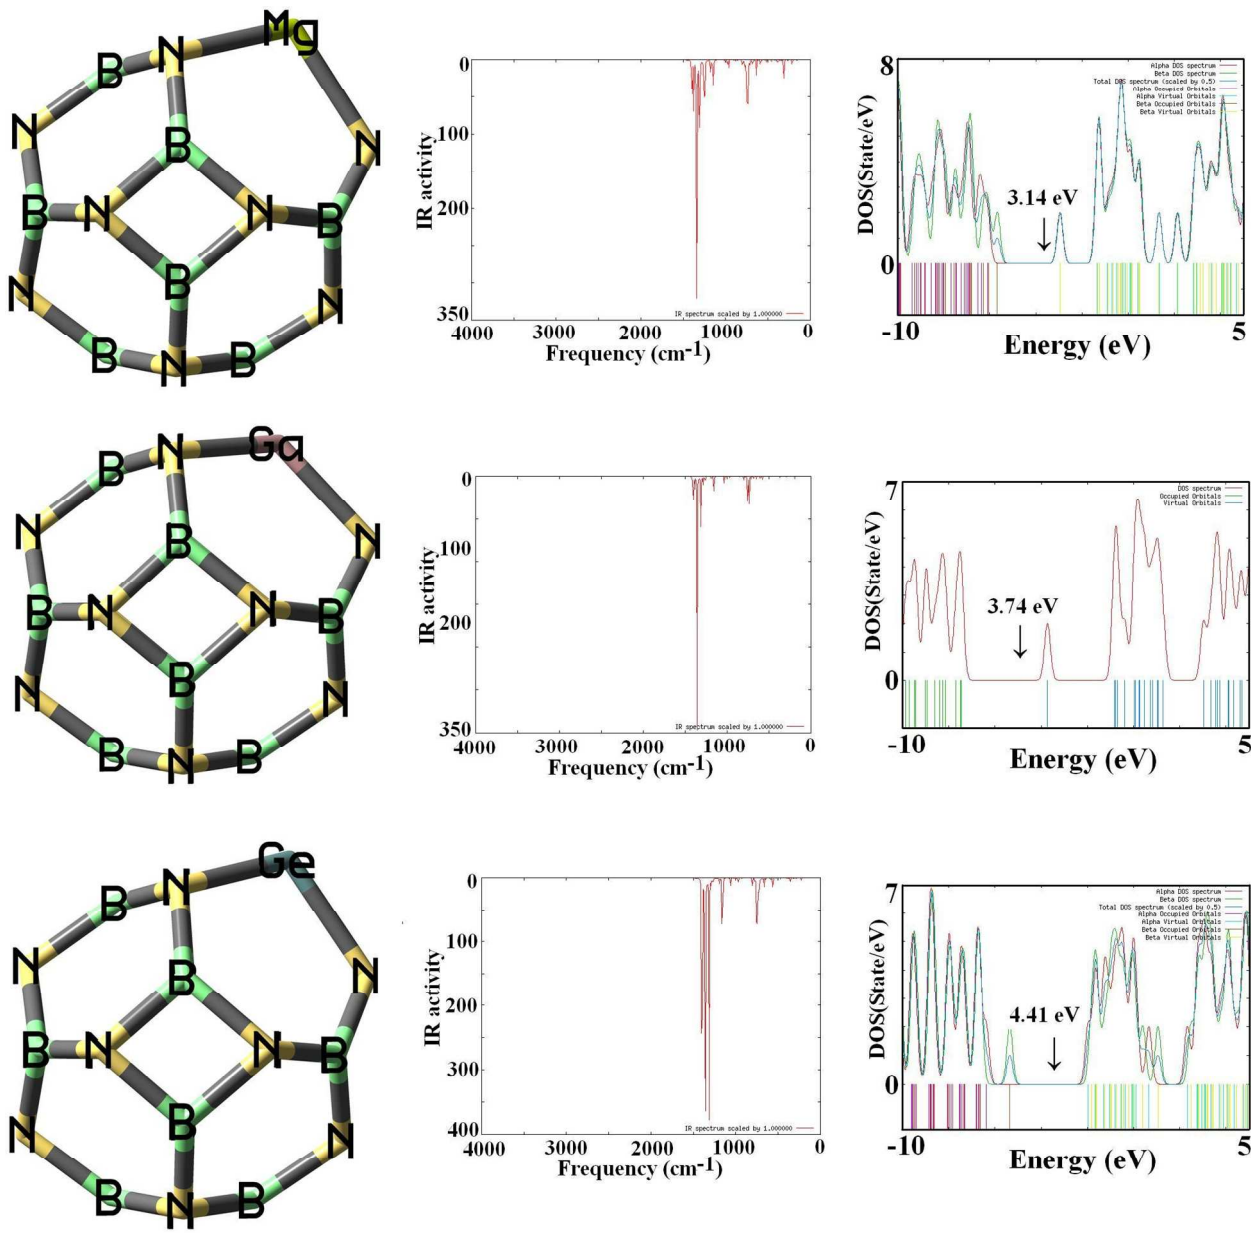 Mg
N
B
N
N
B
B
N
N
B
B
N
N
B
N
B
0
100
200
350
IR activity
IR spectrum scaled by 1.000000
4000 3000 2000 1000 0
Frequency (cm-1)
8
0
DOS(State/eV)
Alpha DOS spectrum
Beta DOS spectrum
Total DOS spectrum (scaled by 0.5)
Alpha Occupied Orbitals
Alpha Virtual Orbitals
Beta Occupied Orbitals
Beta Virtual Orbitals
3.14 eV
-10 5
Energy (eV)
N
Ga
B
N
B
N
B
N
N
B
B
N
N
B
N
B
0
100
200
350
IR activity
IR spectrum scaled by 1.000000
4000 3000 2000 1000 0
Frequency (cm-1)
7
0
DOS(State/eV)
DOS spectrum
Occupied Orbitals
Virtual Orbitals
3.74 eV
-10 5
Energy (eV)
Ge
N
B
N
B
N
B
N
N
B
B
N
N
B
N
B
0
100
200
300
400
IR activity
IR spectrum scaled by 1.000000
4000 3000 2000 1000 0
Frequency (cm-1)
7
0
DOS(State/eV)
Alpha DOS spectrum
Beta DOS spectrum
Total DOS spectrum (scaled by 0.5)
Alpha Occupied Orbitals
Alpha Virtual Orbitals
Beta Occupied Orbitals
Beta Virtual Orbitals
4.41 eV
-10 5
Energy (eV)